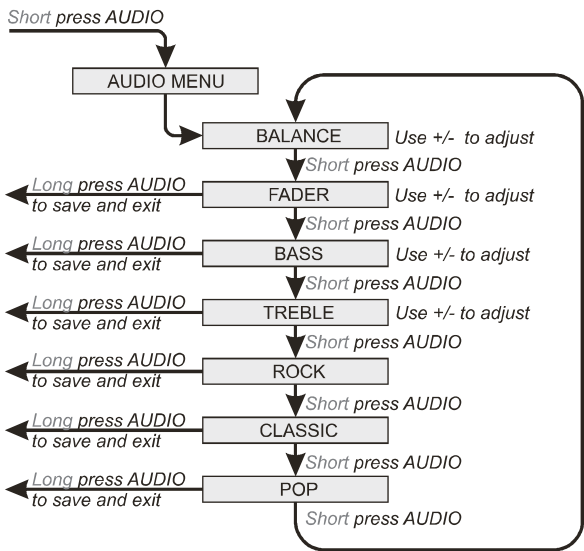 Short press AUDIO
AUDIO MENU
BALANCE
Use +/- to adjust
Short press AUDIO
Long press AUDIO
to save and exit
FADER
Use +/- to adjust
Short press AUDIO
Long press AUDIO
to save and exit
BASS
Use +/- to adjust
Short press AUDIO
Long press AUDIO
to save and exit
TREBLE
Use +/- to adjust
Short press AUDIO
Long press AUDIO
to save and exit
ROCK
Short press AUDIO
Long press AUDIO
to save and exit
CLASSIC
Short press AUDIO
Long press AUDIO
to save and exit
POP
Short press AUDIO